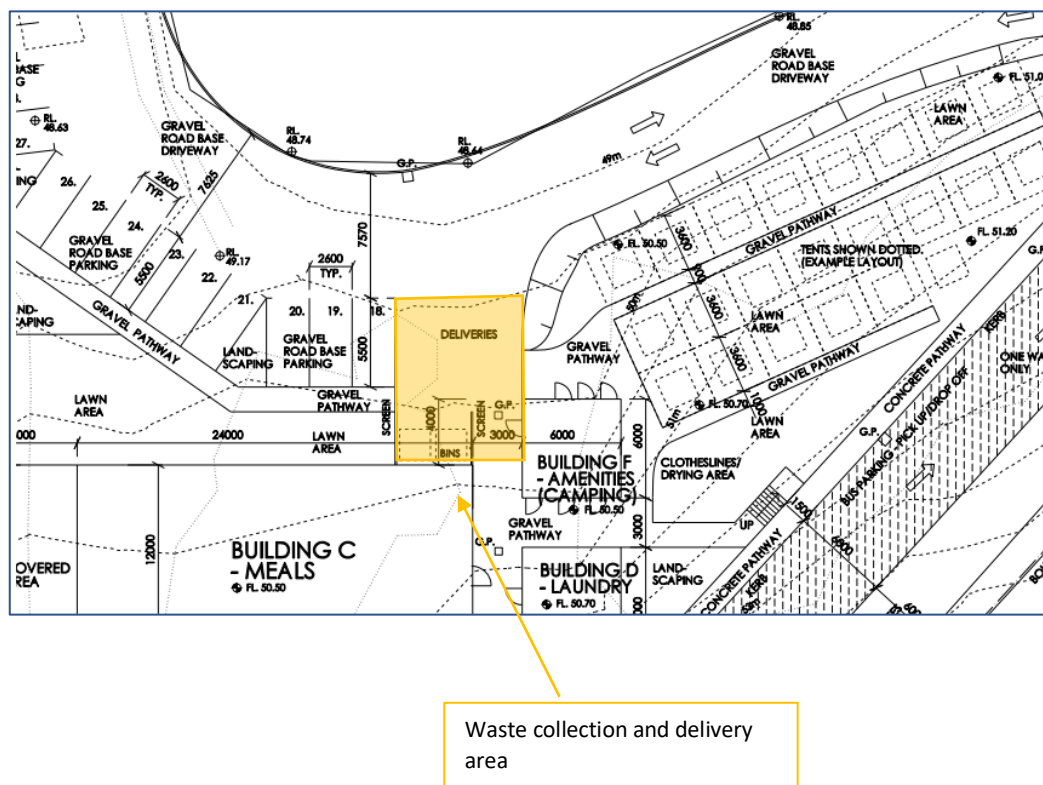 RL.
48.85
GRAVEL
ROAD BASE
DRIVEWAY
FL. 51.0
LAWN
AREA
RL.
48.63
27.
GRAVEL
ROAD BASE
DRIVEWAY
RL.
48.74
G.P.
RL.
48.64
49m
26.
25.
24.
23.
22.
21.
20.
19.
18.
2600
TYP.
7625
5500
GRAVEL
ROAD BASE
PARKING
RL.
49.17
7570
2600
TYP.
5500
GRAVEL PATHWAY
LAND-
SCAPING
GRAVEL
ROAD BASE
PARKING
GRAVEL
PATHWAY
DELIVERIES
SCREEN
SCREEN
4000
G.P.
3000
6000
BINS
GRAVEL
PATHWAY
FL. 50.50
3600
900
3600
3600
1000
50m
51m
GRAVEL PATHWAY
TENTS SHOWN DOTTED.
(EXAMPLE LAYOUT)
FL. 51.20
G.P.
LAWN
AREA
GRAVEL PATHWAY
FL. 50.70
LAWN
AREA
KERB
ONE WA
ONLY
CONCRETE PATHWAY
G.P.
BUS PARKING - PICK UP/DROP OFF
LAWN
AREA
24000
LAWN
AREA
BUILDING F
- AMENITIES
(CAMPING)
FL. 50.50
6000
3000
CLOTHESLINES/
DRYING AREA
UP
1500
6800
12000
BUILDING C
- MEALS
FL. 50.50
OVERED
REA
G.P.
GRAVEL
PATHWAY
BUILDING D
- LAUNDRY
FL. 50.70
LAND-
SCAPING
CONCRETE PATHWAY
KERB
52m
Waste collection and delivery
area